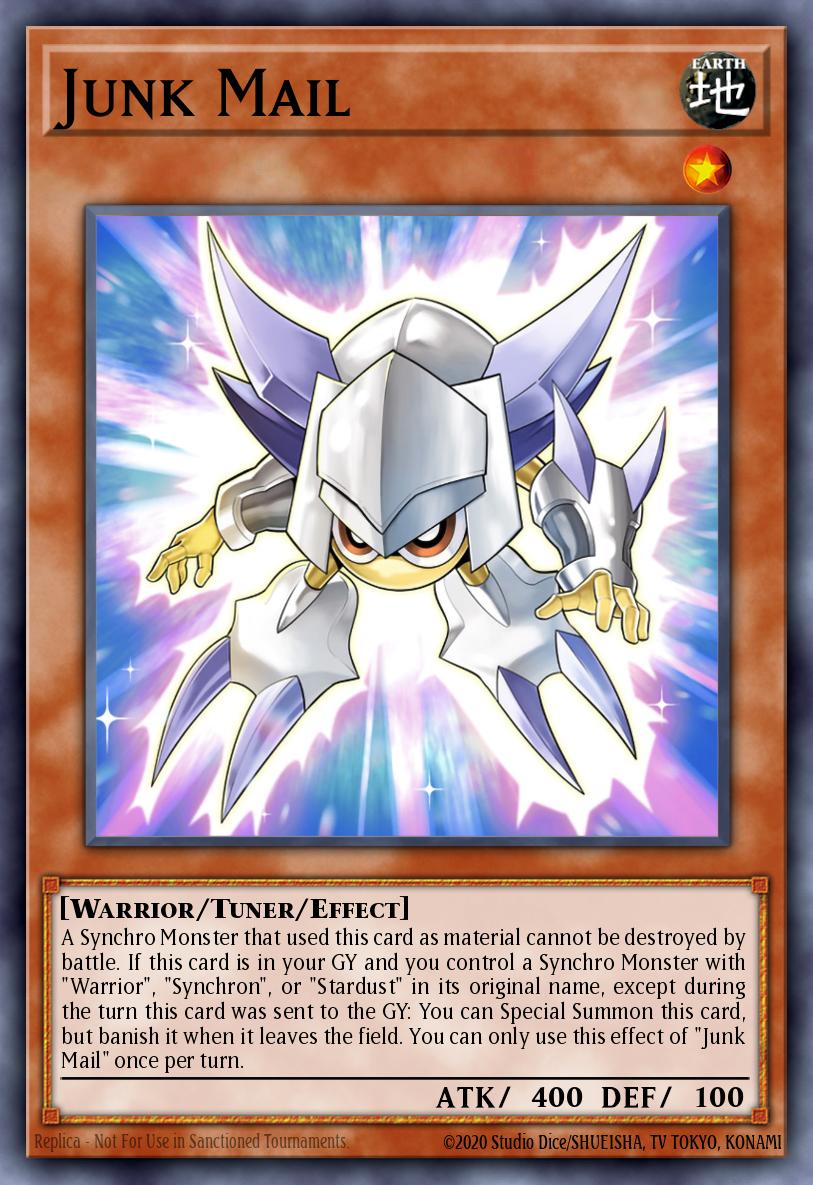 Junk Mail
EARTH
地
[Warrior/Tuner/Effect]
A Synchro Monster that used this card as material cannot be destroyed by
battle. If this card is in your GY and you control a Synchro Monster with
"Warrior", "Synchron", or "Stardust" in its original name, except during
the turn this card was sent to the GY: You can Special Summon this card,
but banish it when it leaves the field. You can only use this effect of "Junk
Mail" once per turn.
ATK/ 400 DEF/ 100
Replica - Not For Use in Sanctioned Tournaments.
©2020 Studio Dice/SHUEISHA, TV TOKYO, KONAMI